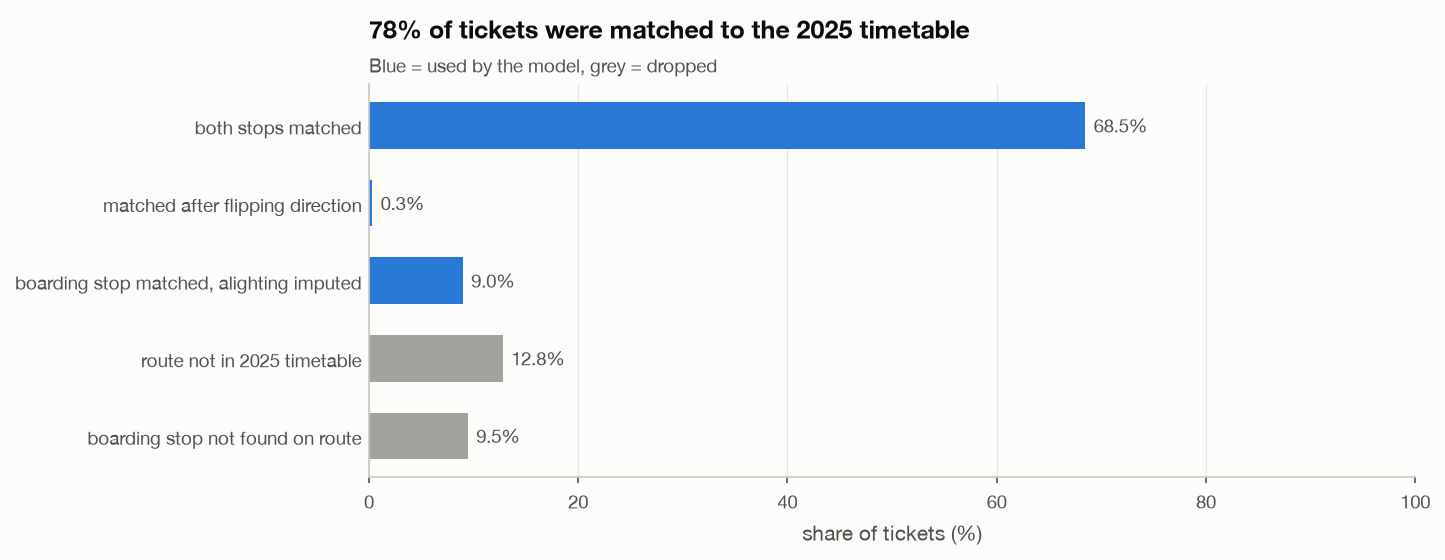 78% of tickets were matched to the 2025 timetable
Blue = used by the model, grey = dropped
both stops matched
68.5%
matched after flipping direction
0.3%
boarding stop matched, alighting imputed
9.0%
route not in 2025 timetable
12.8%
boarding stop not found on route
9.5%
0 20 40 60 80 100
share of tickets (%)